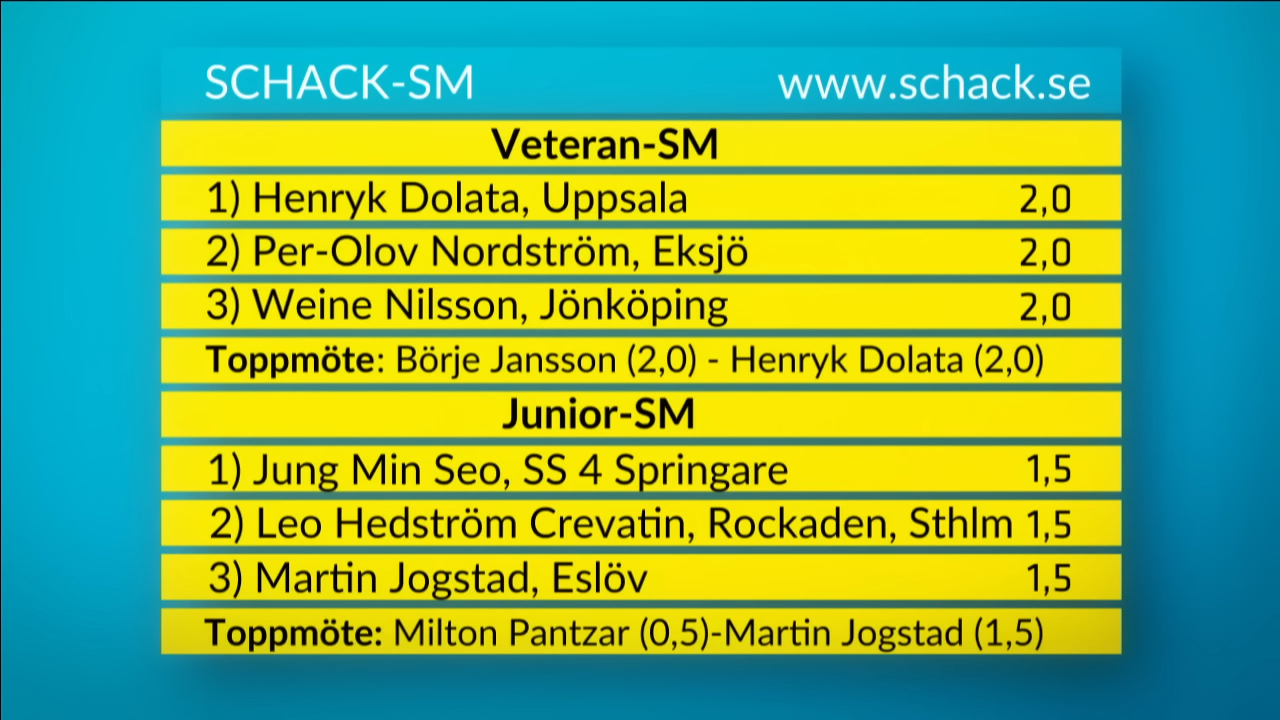 SCHACK-SM www.schack.se
Veteran-SM
1) Henryk Dolata, Uppsala 2,0
2) Per-Olov Nordström, Eksjö 2,0
3) Weine Nilsson, Jönköping 2,0
Toppmöte: Börje Jansson (2,0) - Henryk Dolata (2,0)
Junior-SM
1) Jung Min Seo, SS 4 Springare 1,5
2) Leo Hedström Crevatin, Rockaden, Sthlm 1,5
3) Martin Jogstad, Eslöv 1,5
Toppmöte: Milton Pantzar (0,5)-Martin Jogstad (1,5)